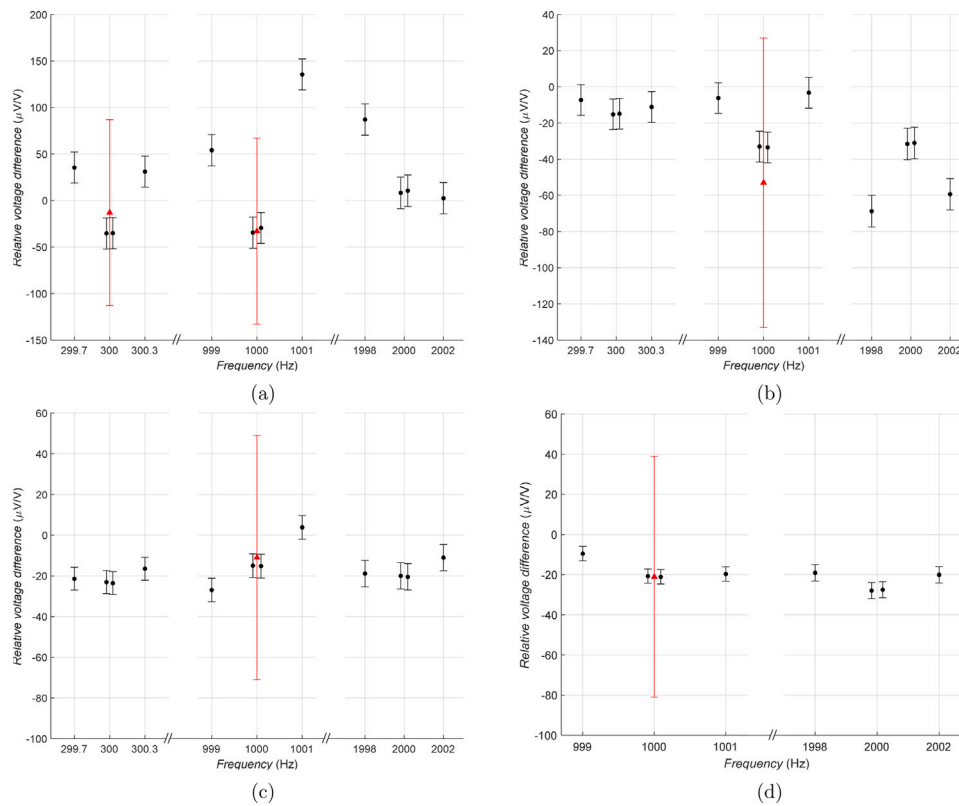 200
150
100
50
0
-50
-100
-150
Relative voltage difference (μV/V)
299.7 300 300.3 // 999 1000 1001 // 1998 2000 2002
Frequency (Hz)
(a)
40
20
0
-20
-40
-60
-80
-100
-120
-140
Relative voltage difference (μV/V)
299.7 300 300.3 // 999 1000 1001 // 1998 2000 2002
Frequency (Hz)
(b)
60
40
20
0
-20
-40
-60
-80
-100
Relative voltage difference (μV/V)
299.7 300 300.3 // 999 1000 1001 // 1998 2000 2002
Frequency (Hz)
(c)
60
40
20
0
-20
-40
-60
-80
-100
Relative voltage difference (μV/V)
999 1000 1001 // 1998 2000 2002
Frequency (Hz)
(d)